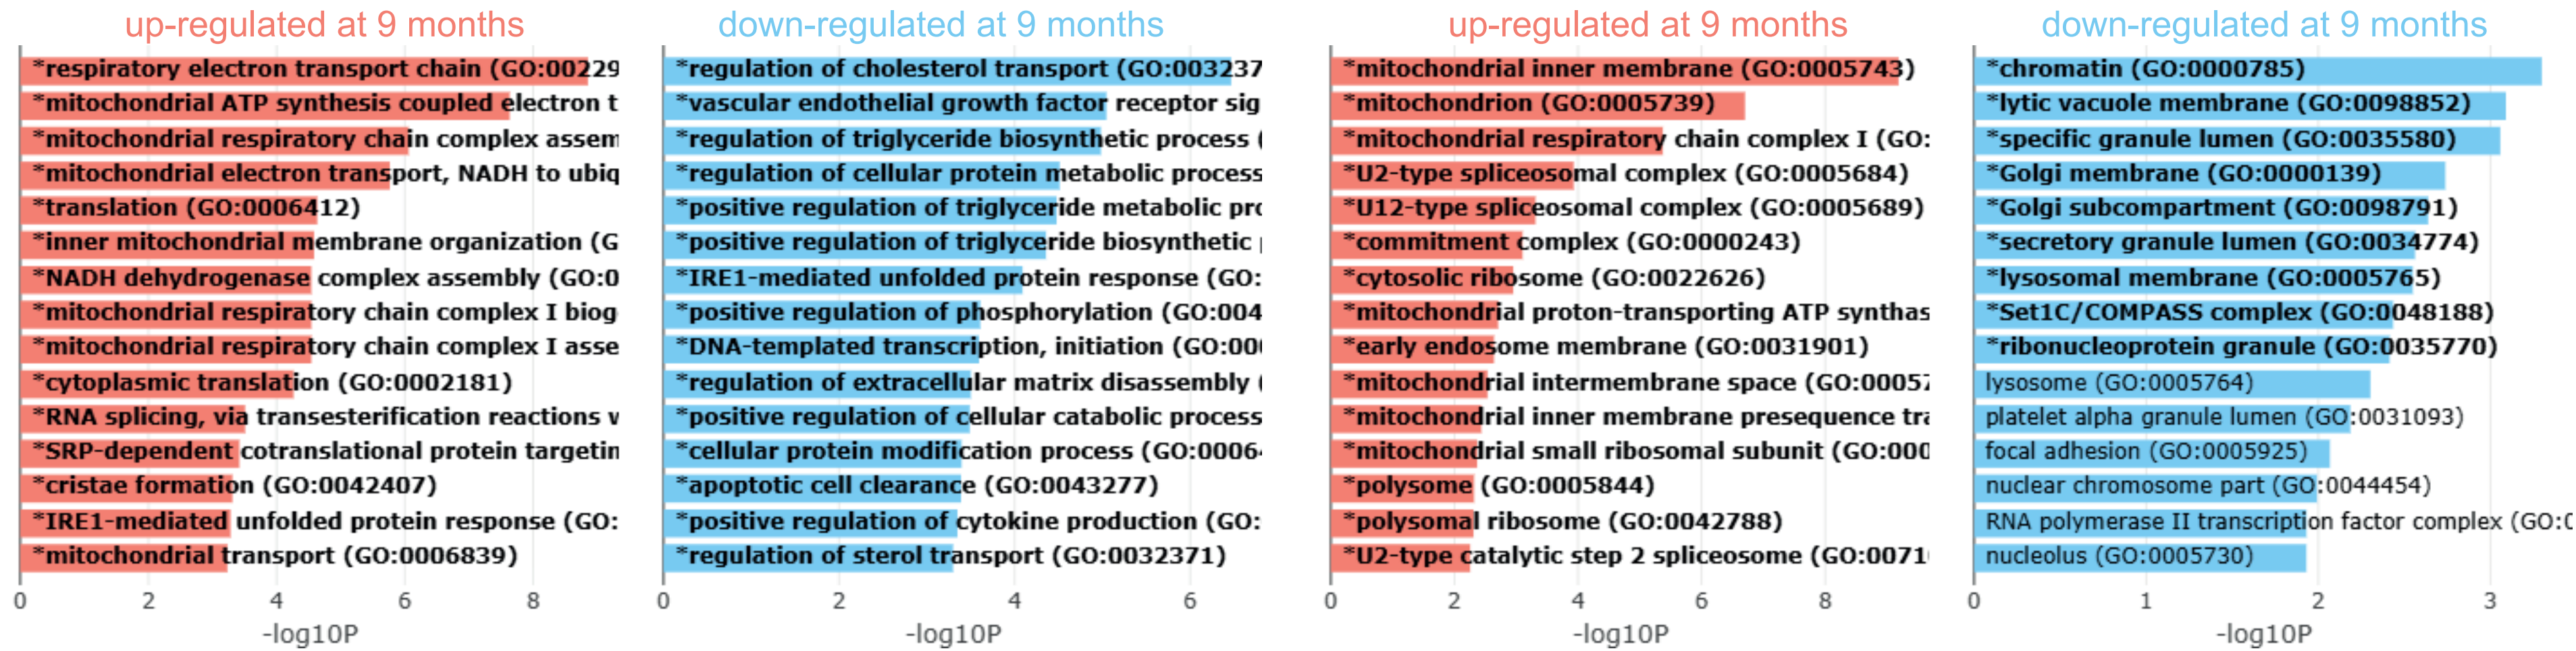 up-regulated at 9 months
*respiratory electron transport chain (GO:00229
*mitochondrial ATP synthesis coupled electron t
*mitochondrial respiratory chain complex assem
*mitochondrial electron transport, NADH to ubiq
*translation (GO:0006412)
*inner mitochondrial membrane organization (G
*NADH dehydrogenase complex assembly (GO:0
*mitochondrial respiratory chain complex I biog
*mitochondrial respiratory chain complex I asse
*cytoplasmic translation (GO:0002181)
*RNA splicing, via transesterification reactions w
*SRP-dependent cotranslational protein targetin
*cristae formation (GO:0042407)
*IRE1-mediated unfolded protein response (GO:
*mitochondrial transport (GO:0006839)
0 2 4 6 8
-log10P
down-regulated at 9 months
*regulation of cholesterol transport (GO:003237
*vascular endothelial growth factor receptor sig
*regulation of triglyceride biosynthetic process (
*regulation of cellular protein metabolic process
*positive regulation of triglyceride metabolic pro
*positive regulation of triglyceride biosynthetic
*IRE1-mediated unfolded protein response (GO:
*positive regulation of phosphorylation (GO:004
*DNA-templated transcription, initiation (GO:000
*regulation of extracellular matrix disassembly (
*positive regulation of cellular catabolic process
*cellular protein modification process (GO:0006
*apoptotic cell clearance (GO:0043277)
*positive regulation of cytokine production (GO:
*regulation of sterol transport (GO:0032371)
0 2 4 6
-log10P
up-regulated at 9 months
*mitochondrial inner membrane (GO:0005743)
*mitochondrion (GO:0005739)
*mitochondrial respiratory chain complex I (GO:
*U2-type spliceosomal complex (GO:0005684)
*U12-type spliceosomal complex (GO:0005689)
*commitment complex (GO:0000243)
*cytosolic ribosome (GO:0022626)
*mitochondrial proton-transporting ATP synthas
*early endosome membrane (GO:0031901)
*mitochondrial intermembrane space (GO:00057
*mitochondrial inner membrane presequence tra
*mitochondrial small ribosomal subunit (GO:000
*polysome (GO:0005844)
*polysomal ribosome (GO:0042788)
*U2-type catalytic step 2 spliceosome (GO:0071
0 2 4 6 8
-log10P
down-regulated at 9 months
*chromatin (GO:0000785)
*lytic vacuole membrane (GO:0098852)
*specific granule lumen (GO:0035580)
*Golgi membrane (GO:0000139)
*Golgi subcompartment (GO:0098791)
*secretory granule lumen (GO:0034774)
*lysosomal membrane (GO:0005765)
*Set1C/COMPASS complex (GO:0048188)
*ribonucleoprotein granule (GO:0035770)
lysosome (GO:0005764)
platelet alpha granule lumen (GO:0031093)
focal adhesion (GO:0005925)
nuclear chromosome part (GO:0044454)
RNA polymerase II transcription factor complex (GO:0
nucleolus (GO:0005730)
0 1 2 3
-log10P